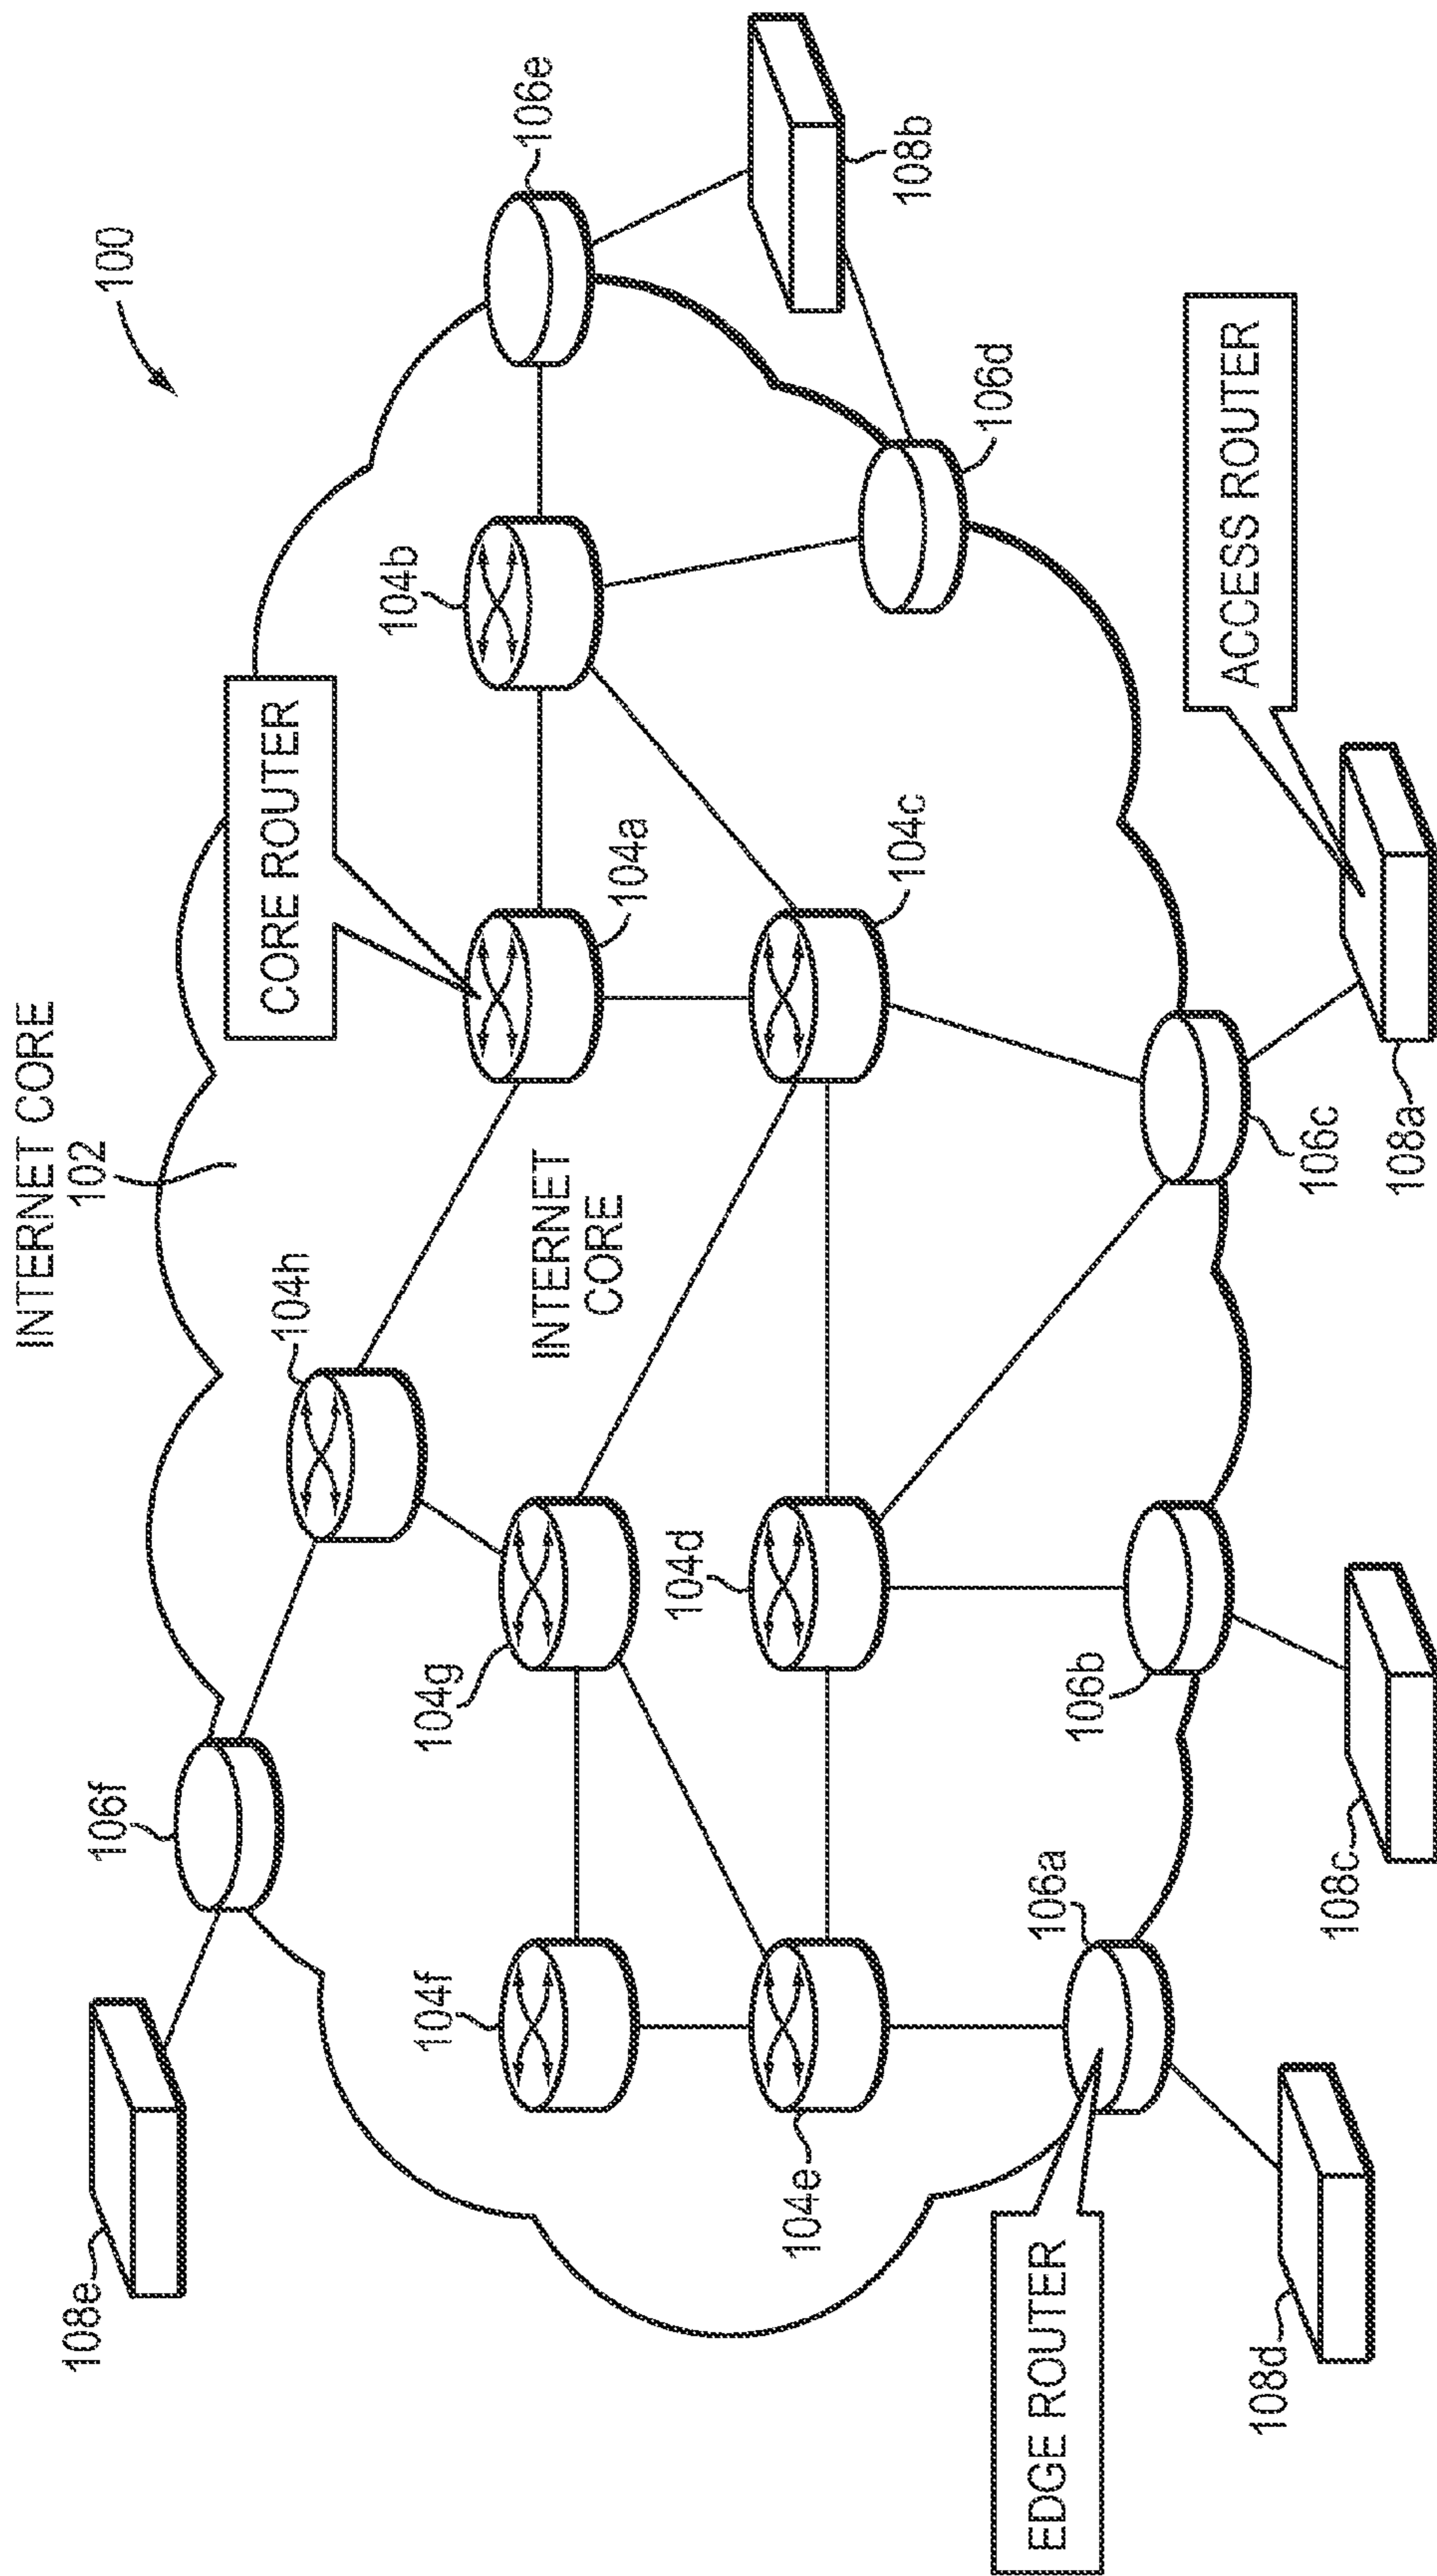 INTERNET CORE
102
100
108e
106f
104h
CORE ROUTER
104b
106e
104f
104g
INTERNET
CORE
104a
104d
104c
108b
106d
104e
106a
106b
106c
ACCESS ROUTER
EDGE ROUTER
108d
108c
108a